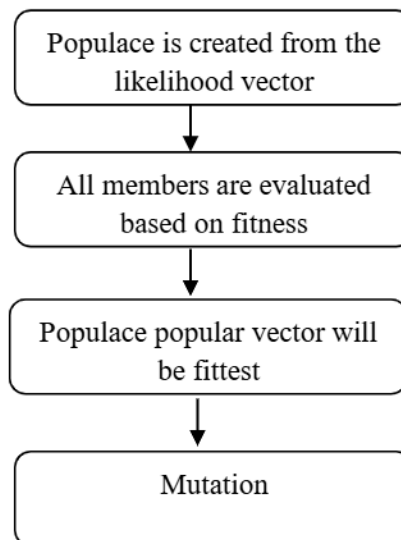 Populace is created from the
likelihood vector
All members are evaluated
based on fitness
Populace popular vector will
be fittest
Mutation